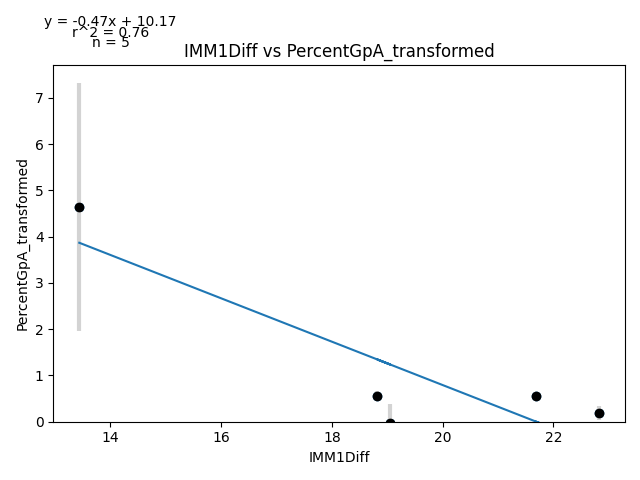 y = -0.47x + 10.17
r^2 = 0.76
n = 5
IMM1Diff vs PercentGpA_transformed
PercentGpA_transformed
7
6
5
4
3
2
1
0
14 16 18 20 22
IMM1Diff